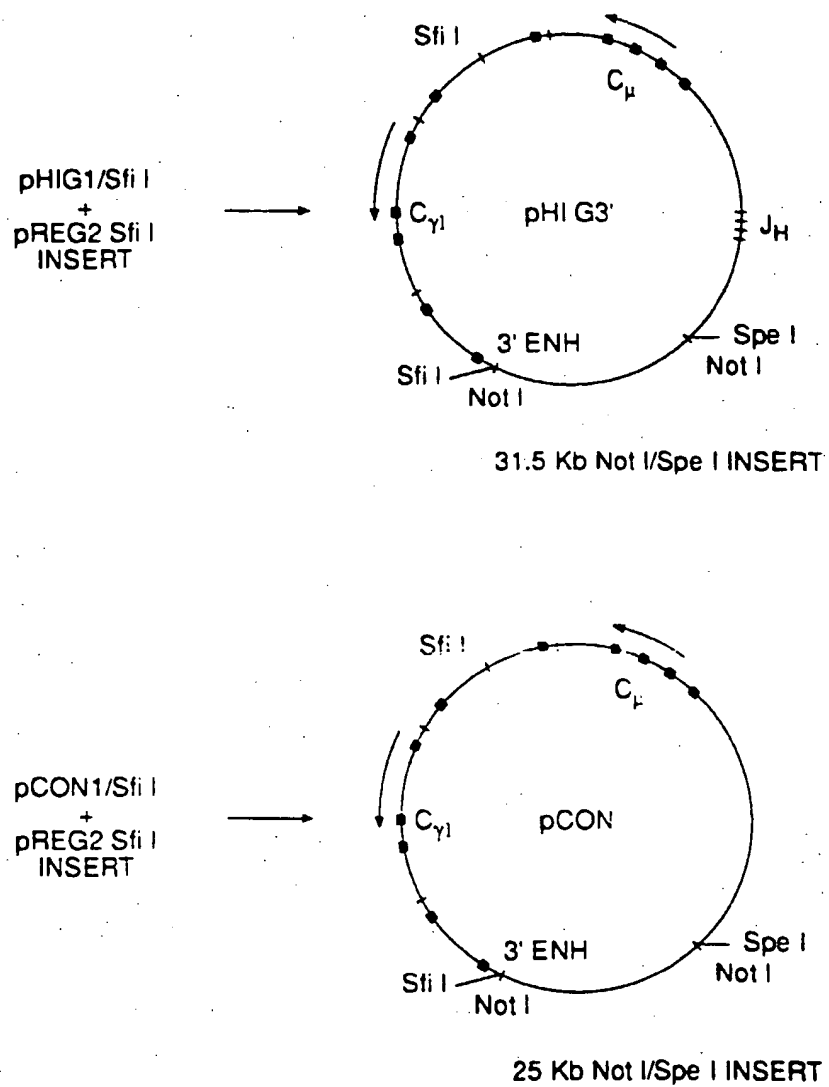 Sfi I
Cμ
pHIG1/Sfi I
+
pREG2 Sfi I
INSERT
Cγ1
pHI G3'
JH
3' ENH
Spe I
Not I
Sfi I
Not I
31.5 Kb Not I/Spe I INSERT
Sfi I
Cμ
pCON1/Sfi I
+
pREG2 Sfi I
INSERT
Cγ1
pCON
3' ENH
Spe I
Not I
Sfi I
Not I
25 Kb Not I/Spe I INSERT